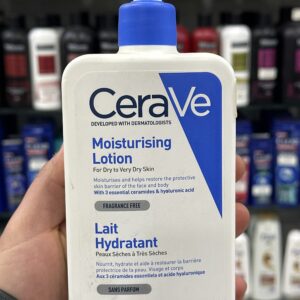 CeraVe
DEVELOPED WITH DERMATOLOGISTS
Moisturising
Lotion
For Dry to Very Dry Skin
Moisturises and helps restore the protective
skin barrier of the face and body
With 3 essential ceramides & hyaluronic acid
FRAGRANCE FREE
Lait
Hydratant
Peaux Sèches à Très Sèches
Nourrit, hydrate et aide à restaurer la barrière
protectrice de la peau. Visage et corps
Aux 3 céramides essentiels et acide hyaluronique
SANS PARFUM